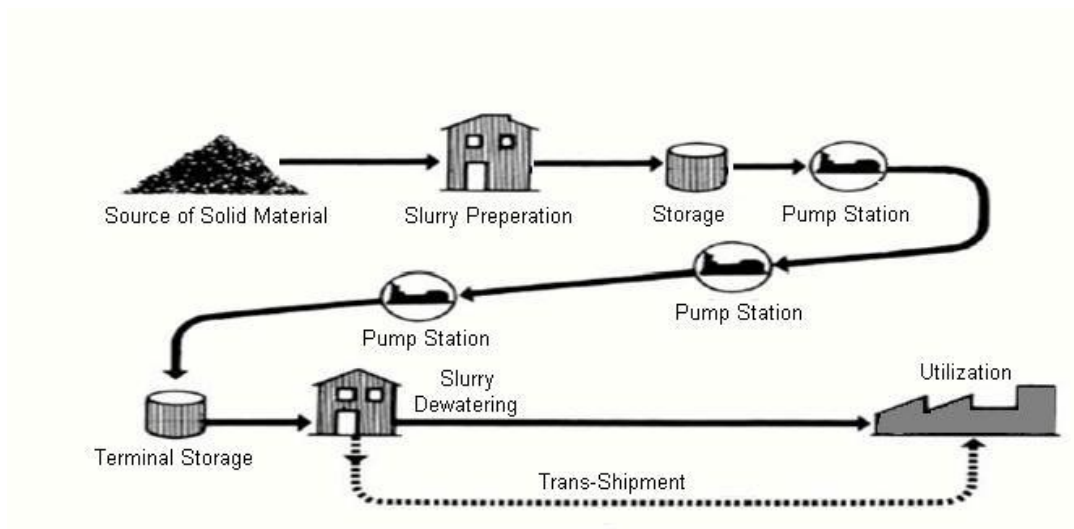 Source of Solid Material
Slurry Preperation
Storage
Pump Station
Pump Station
Pump Station
Slurry
Dewatering
Utilization
Terminal Storage
Trans-Shipment